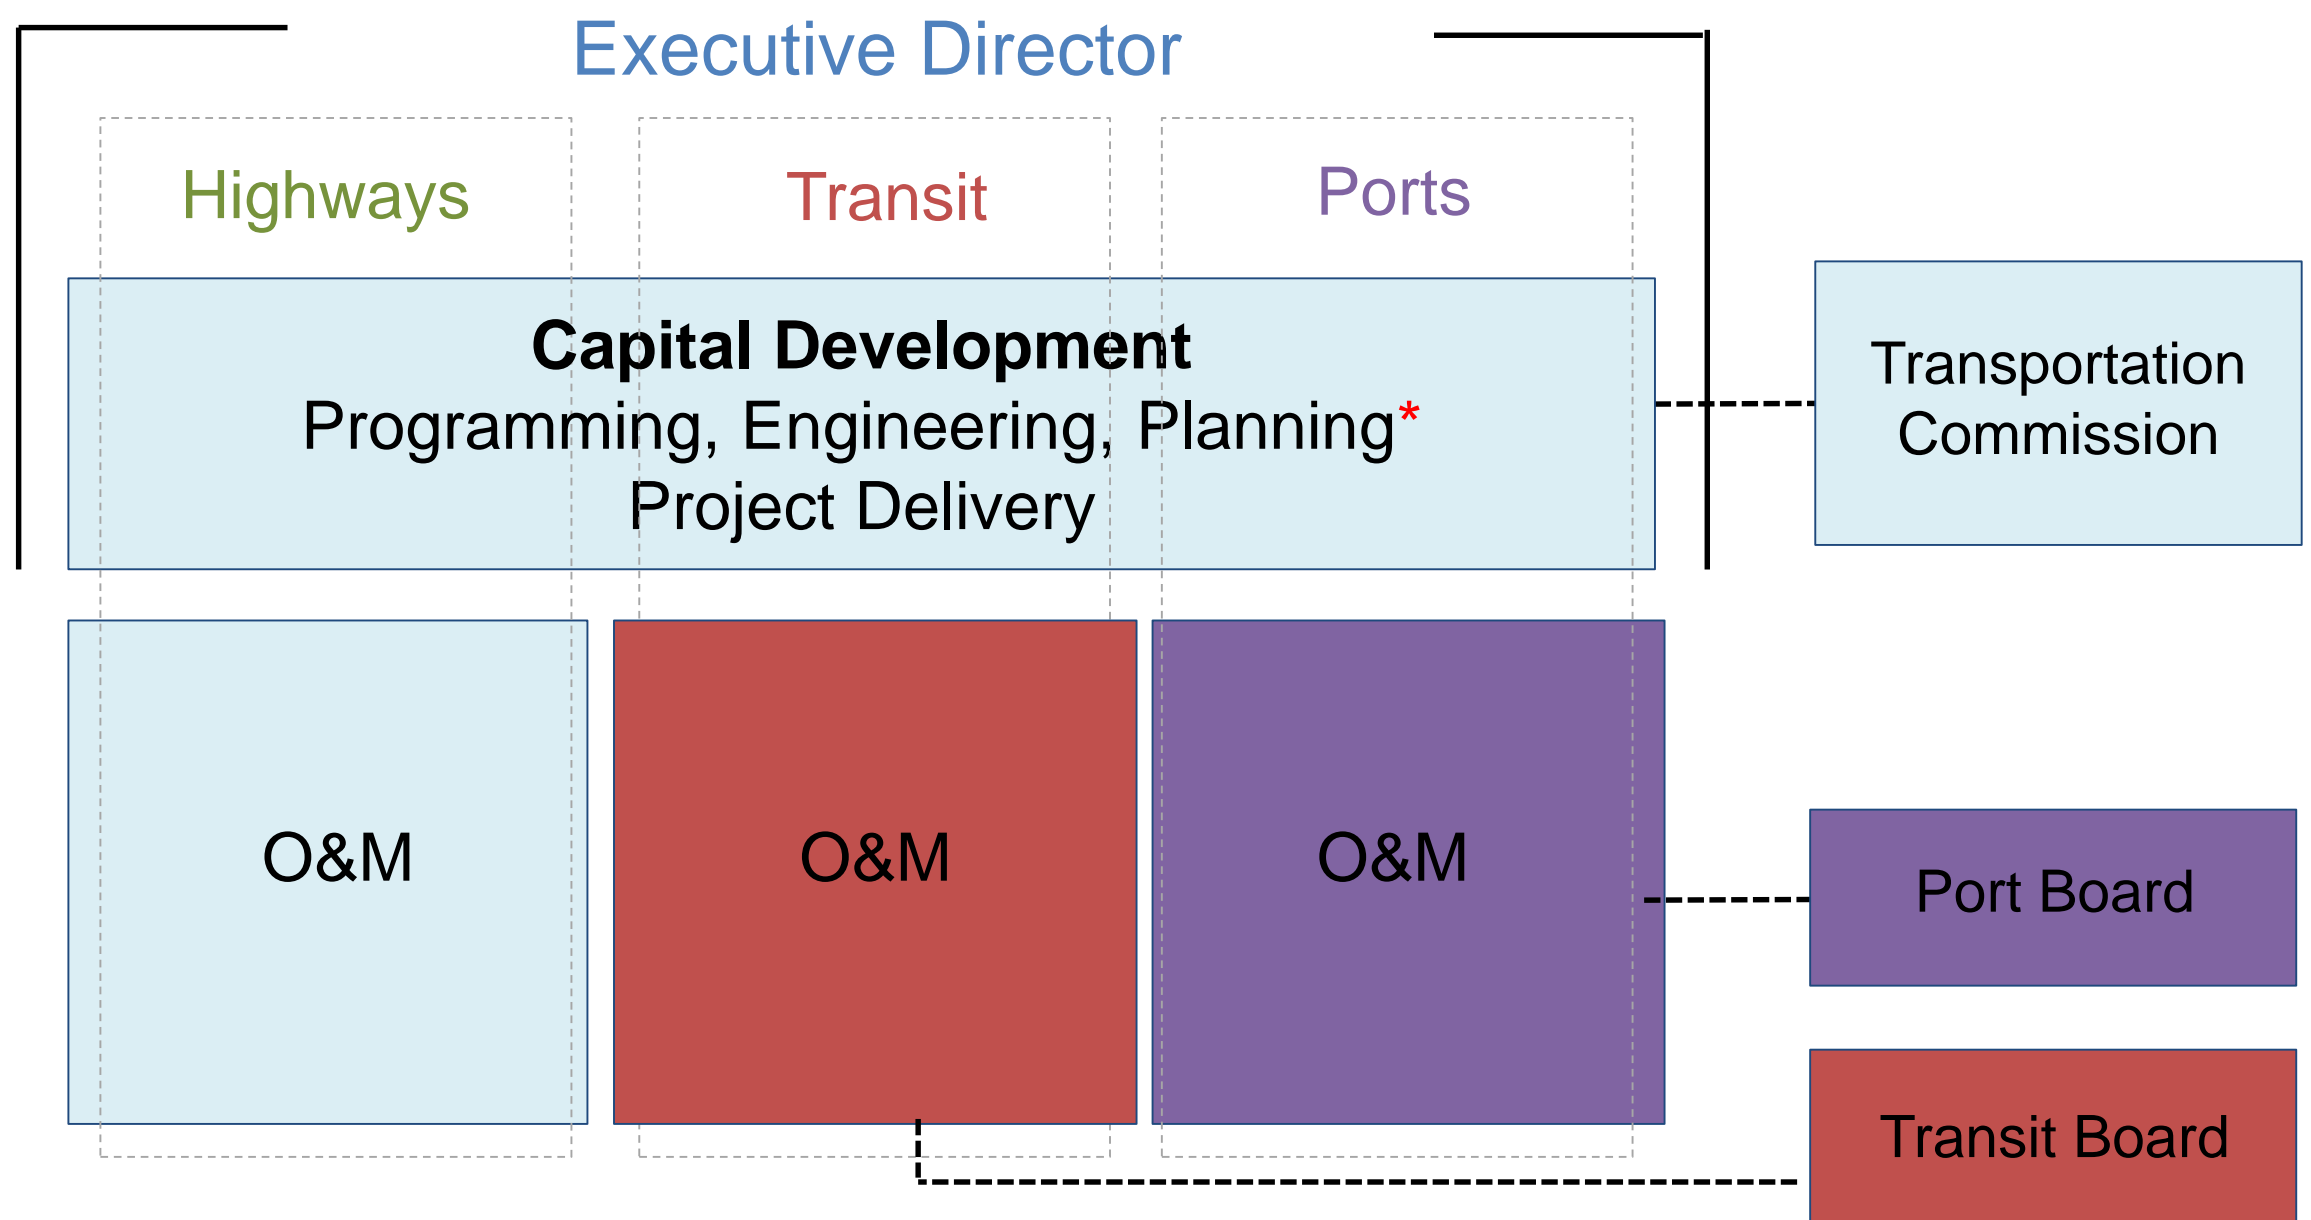 Executive Director
Highways
Transit
Ports
Capital Development
Programming, Engineering, Planning*
Project Delivery
Transportation
Commission
O&M
O&M
O&M
Port Board
Transit Board